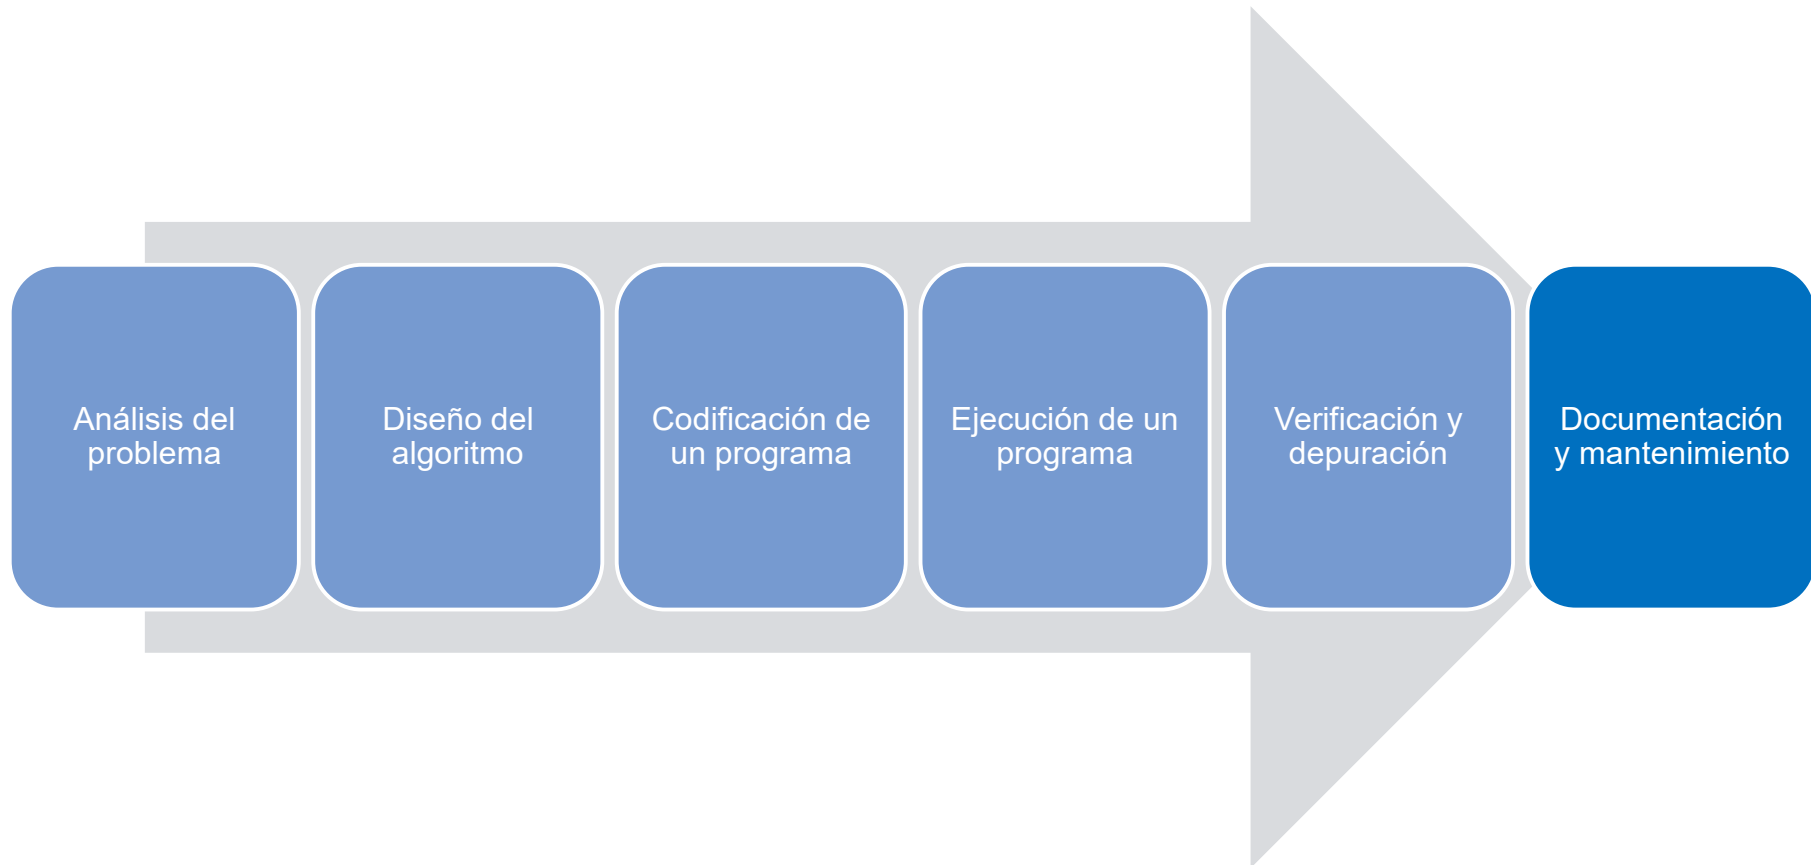 Análisis del
problema
Diseño del
algoritmo
Codificación de
un programa
Ejecución de un
programa
Verificación y
depuración
Documentación
y mantenimiento